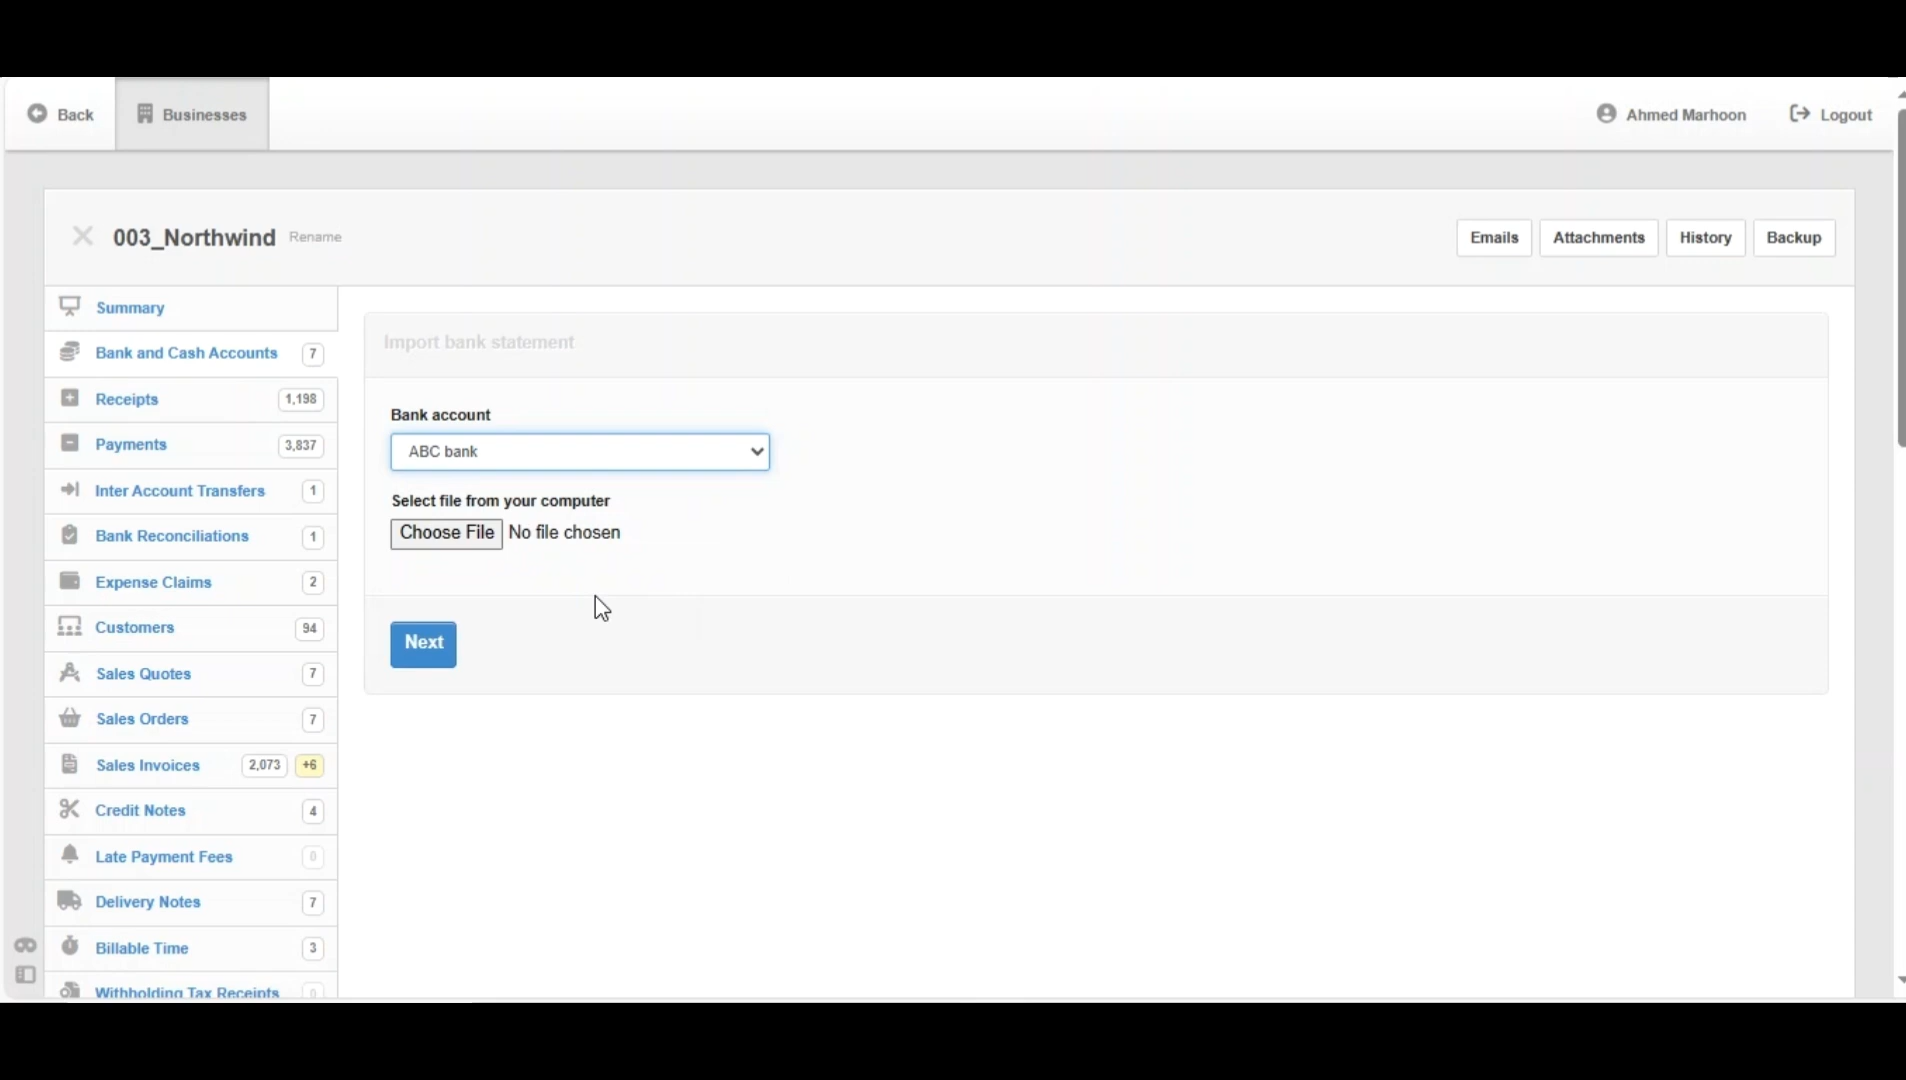 Back
Businesses
Ahmed Marhoon
Logout
003_Northwind Rename
Emails
Attachments
History
Backup
Summary
Bank and Cash Accounts 7
Receipts 1,198
Payments 3,837
Inter Account Transfers 1
Bank Reconciliations 1
Expense Claims 2
Customers 94
Sales Quotes 7
Sales Orders 7
Sales Invoices 2,073 +6
Credit Notes 4
Late Payment Fees 0
Delivery Notes 7
Billable Time 3
Withholding Tax Receipts 0
Import bank statement
Bank account
ABC bank
Select file from your computer
Choose File No file chosen
Next